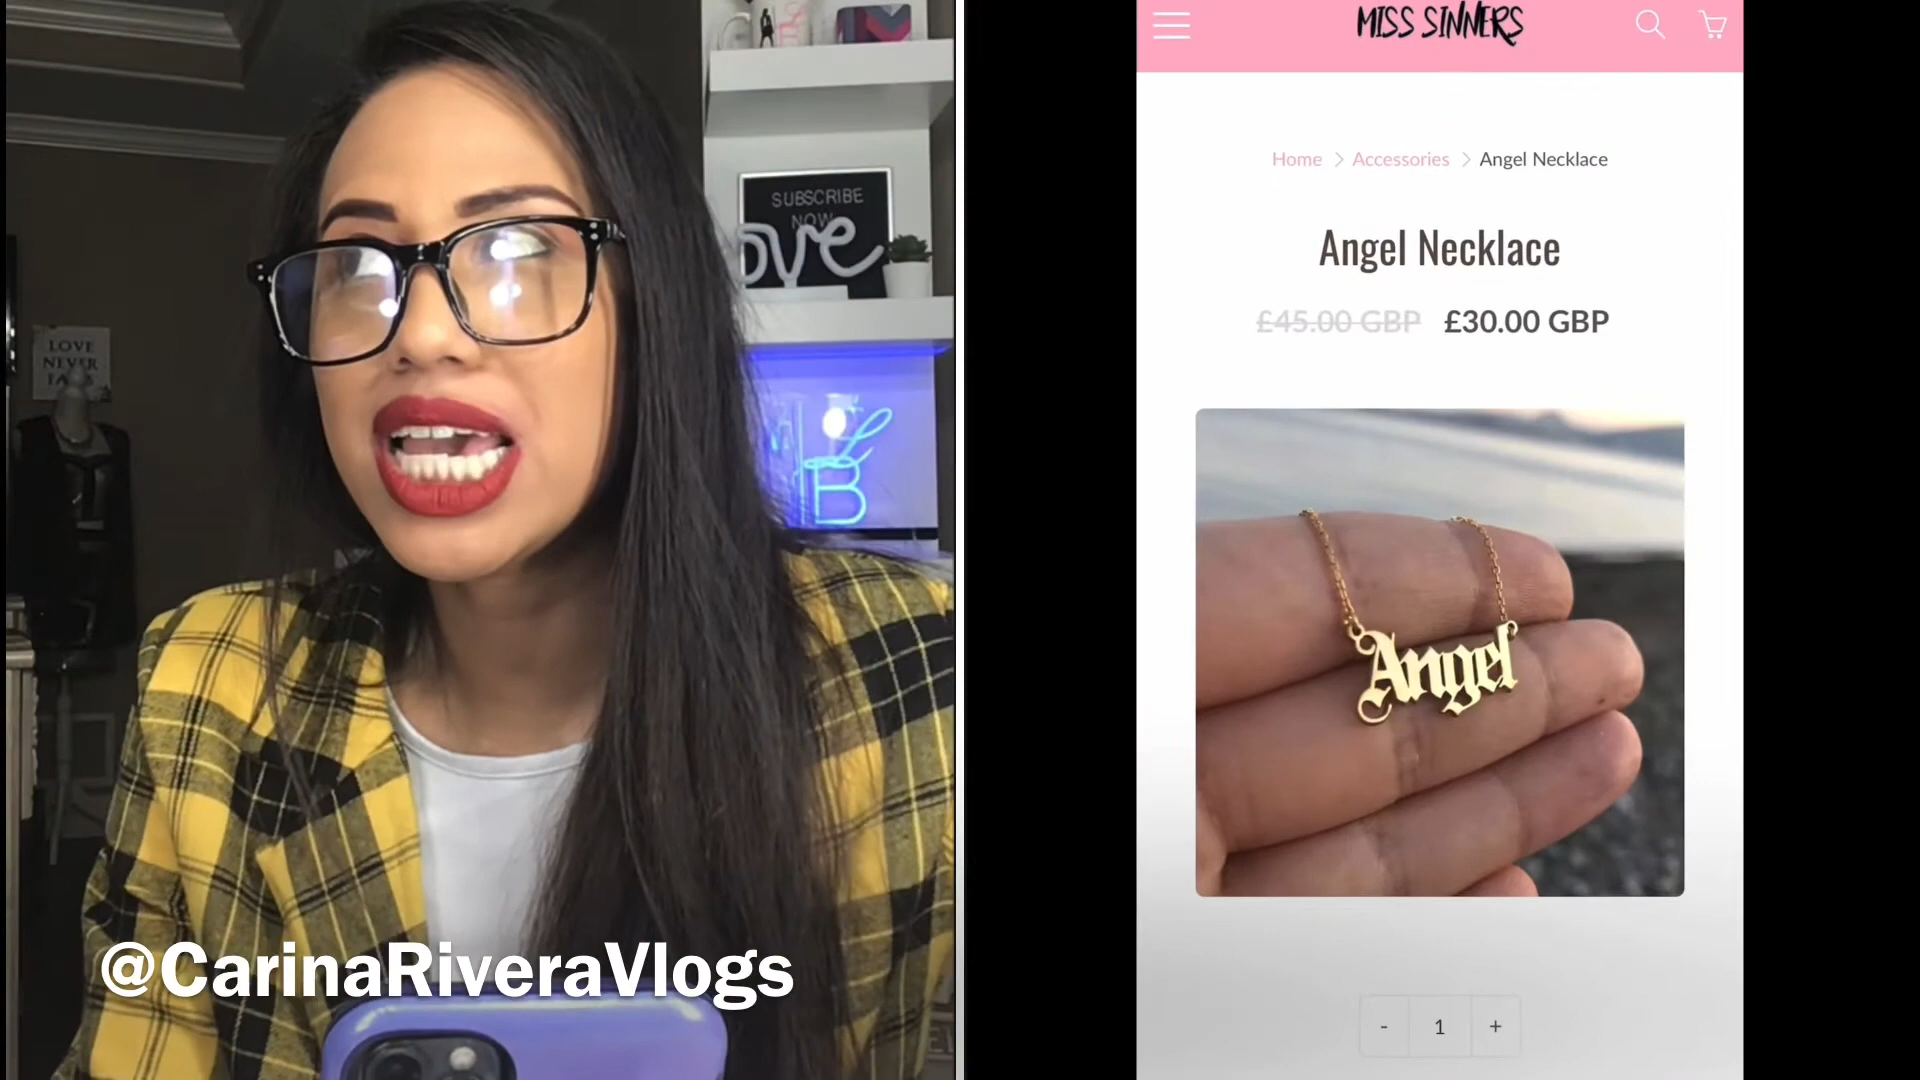 SUBSCRIBE
NOW
ove
LOVE
NEVER
L
B
@CarinaRiveraVlogs
MISS SINNERS
Home > Accessories > Angel Necklace
Angel Necklace
£45.00 GBP £30.00 GBP
Angel
- 1 +